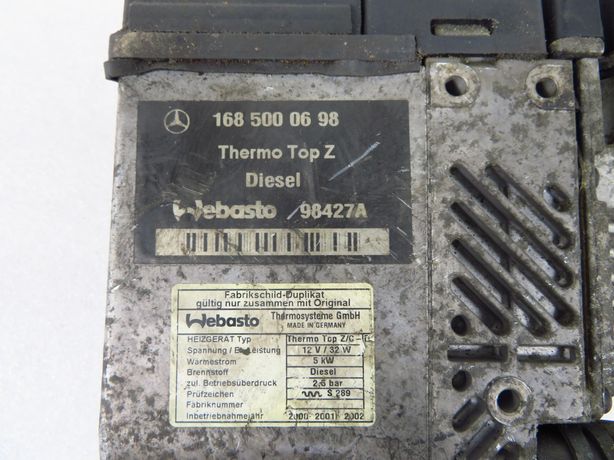 168 500 06 98
Thermo Top Z
Diesel
Webasto 98427A
Fabrikschild-Duplikat
gültig nur zusammen mit Original
Webasto Thermosysteme GmbH
MADE IN GERMANY
HEIZGERÄT Typ Thermo Top Z/C -
Spannung / Leistung 12 V / 32 W
Wärmestrom 5 kW
Brennstoff Diesel
zul. Betriebsüberdruck 2,5 bar
Prüfzeichen S 289
Fabriknummer
Inbetriebnahmejahr 2000 2001 2002